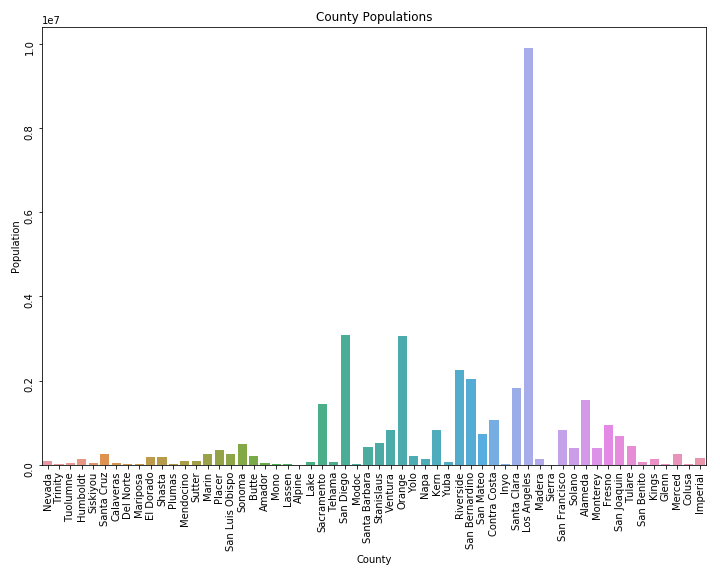 County Populations
1e7
1.0
0.8
0.6
0.4
0.2
0.0
Population
Nevada
Trinity
Tuolumne
Humboldt
Siskiyou
Santa Cruz
Calaveras
Del Norte
Mariposa
El Dorado
Shasta
Plumas
Mendocino
Sutter
Marin
Placer
San Luis Obispo
Sonoma
Butte
Amador
Mono
Lassen
Alpine
Lake
Sacramento
Tehama
San Diego
Modoc
Santa Barbara
Stanislaus
Ventura
Orange
Yolo
Napa
Kern
Yuba
Riverside
San Bernardino
San Mateo
Contra Costa
Inyo
Santa Clara
Los Angeles
Madera
Sierra
San Francisco
Solano
Alameda
Monterey
Fresno
San Joaquin
Tulare
San Benito
Kings
Glenn
Merced
Colusa
Imperial
County